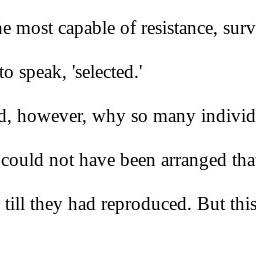 most capable of resistance, surv
to speak, 'selected.'
however, why so many individ
could not have been arranged tha
till they had reproduced. But this